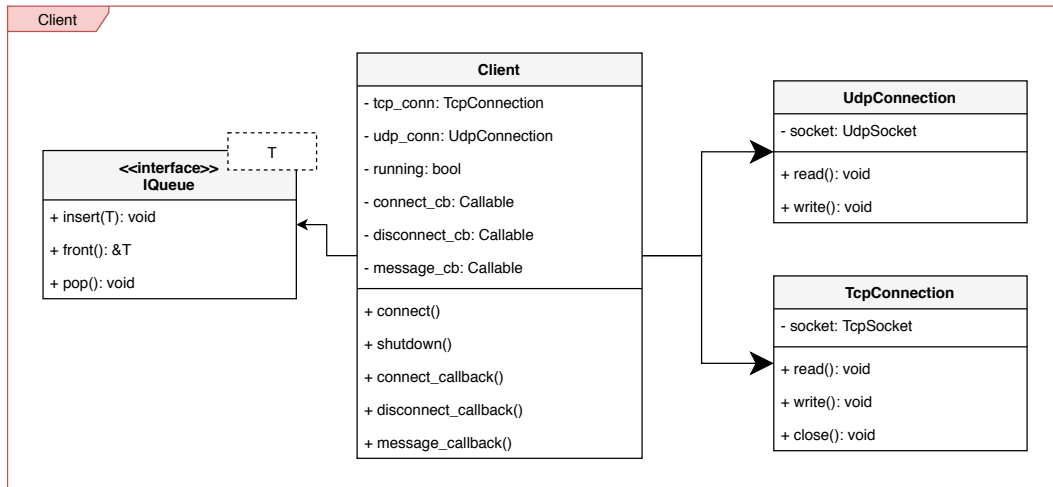 Client
T
<<interface>>
IQueue
+ insert(T): void
+ front(): &T
+ pop(): void
Client
- tcp_conn: TcpConnection
- udp_conn: UdpConnection
- running: bool
- connect_cb: Callable
- disconnect_cb: Callable
- message_cb: Callable
+ connect()
+ shutdown()
+ connect_callback()
+ disconnect_callback()
+ message_callback()
UdpConnection
- socket: UdpSocket
+ read(): void
+ write(): void
TcpConnection
- socket: TcpSocket
+ read(): void
+ write(): void
+ close(): void